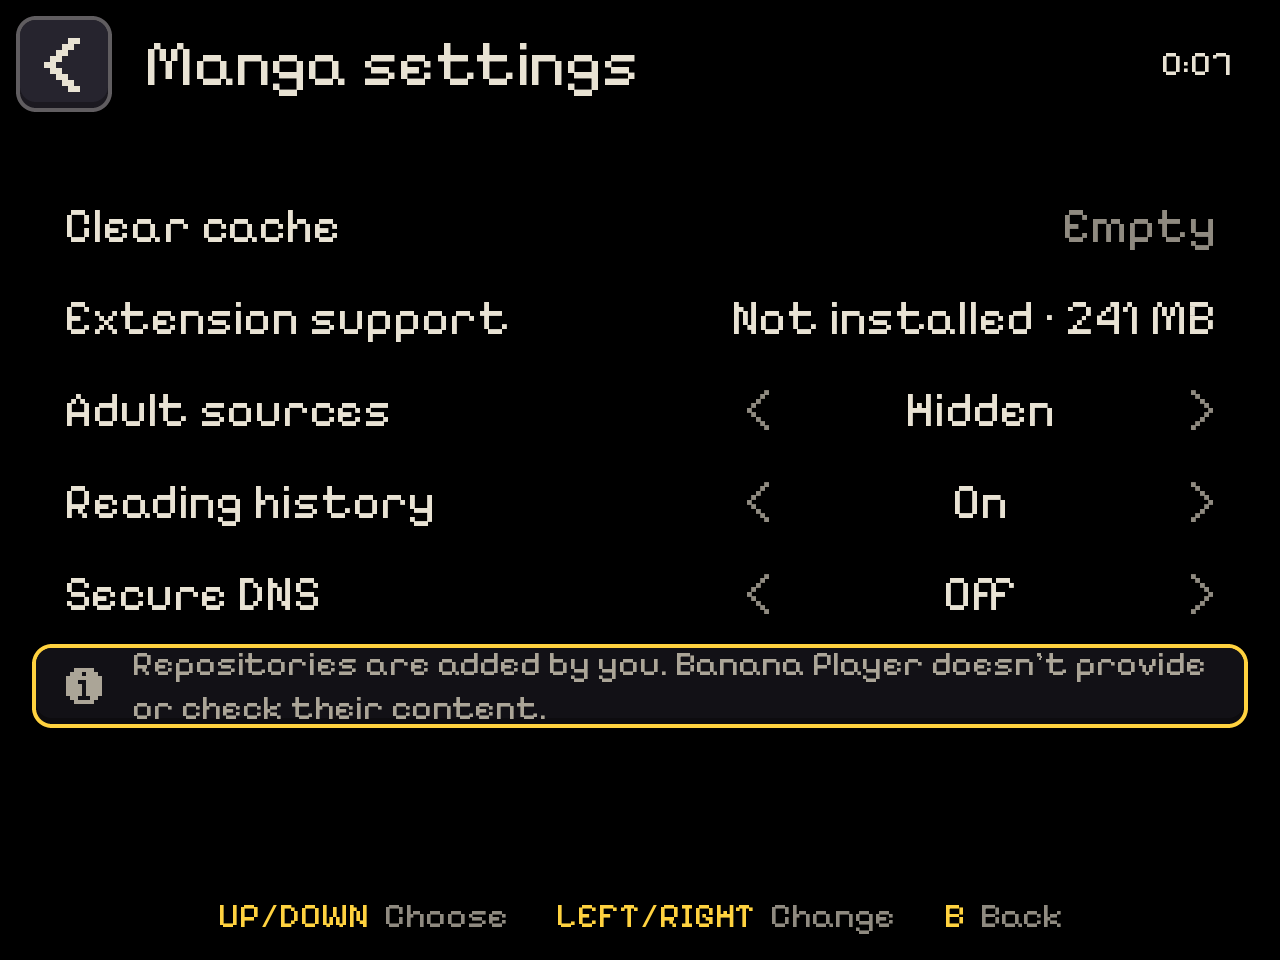 Manga settings
0:07
Clear cache
Empty
Extension support
Not installed · 241 MB
Adult sources
Hidden
Reading history
On
Secure DNS
Off
Repositories are added by you. Banana Player doesn't provide
or check their content.
UP/DOWN Choose LEFT/RIGHT Change B Back